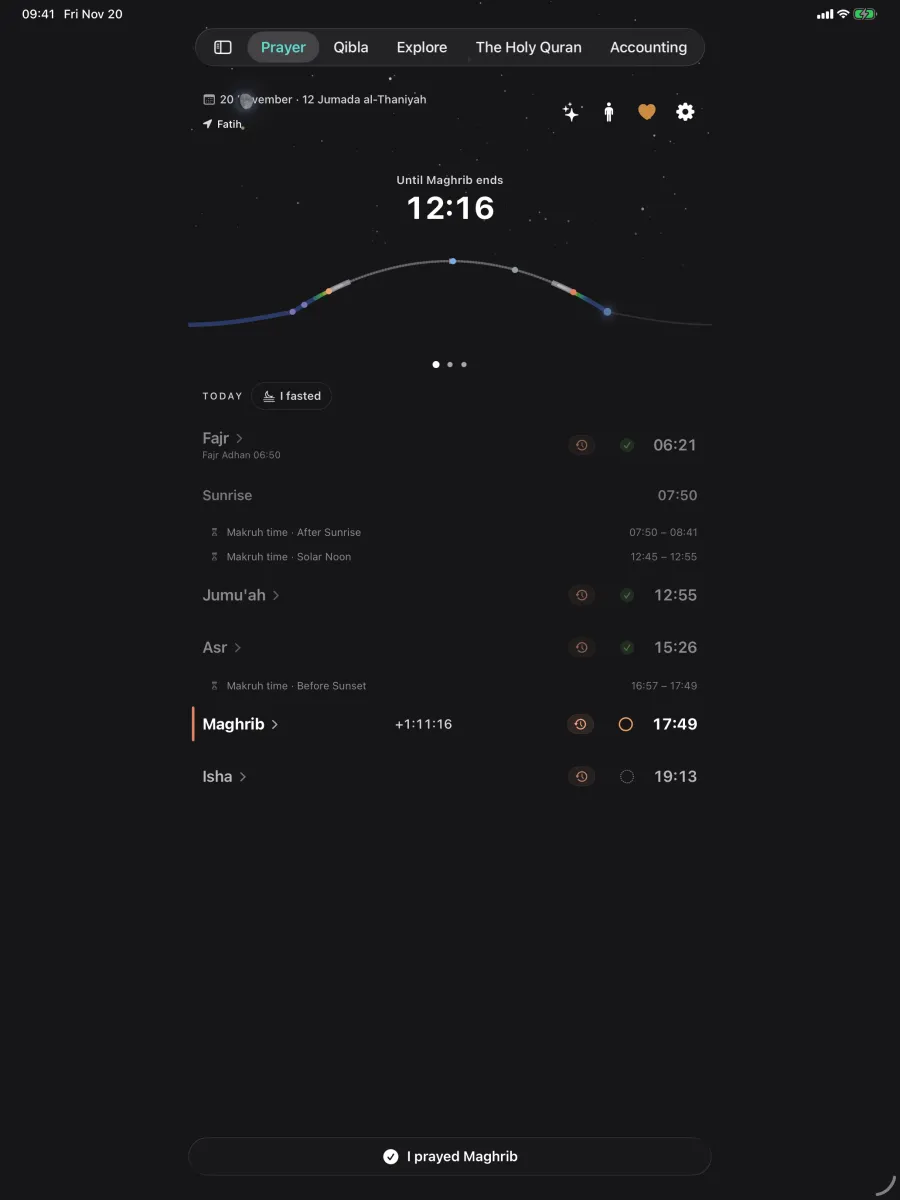 09:41 Fri Nov 20
Prayer Qibla Explore The Holy Quran Accounting
20 November · 12 Jumada al-Thaniyah
Fatih
Until Maghrib ends
12:16
TODAY I fasted
Fajr 06:21
Fajr Adhan 06:50
Sunrise 07:50
Makruh time · After Sunrise 07:50 – 08:41
Makruh time · Solar Noon 12:45 – 12:55
Jumu'ah 12:55
Asr 15:26
Makruh time · Before Sunset 16:57 – 17:49
Maghrib +1:11:16 17:49
Isha 19:13
I prayed Maghrib